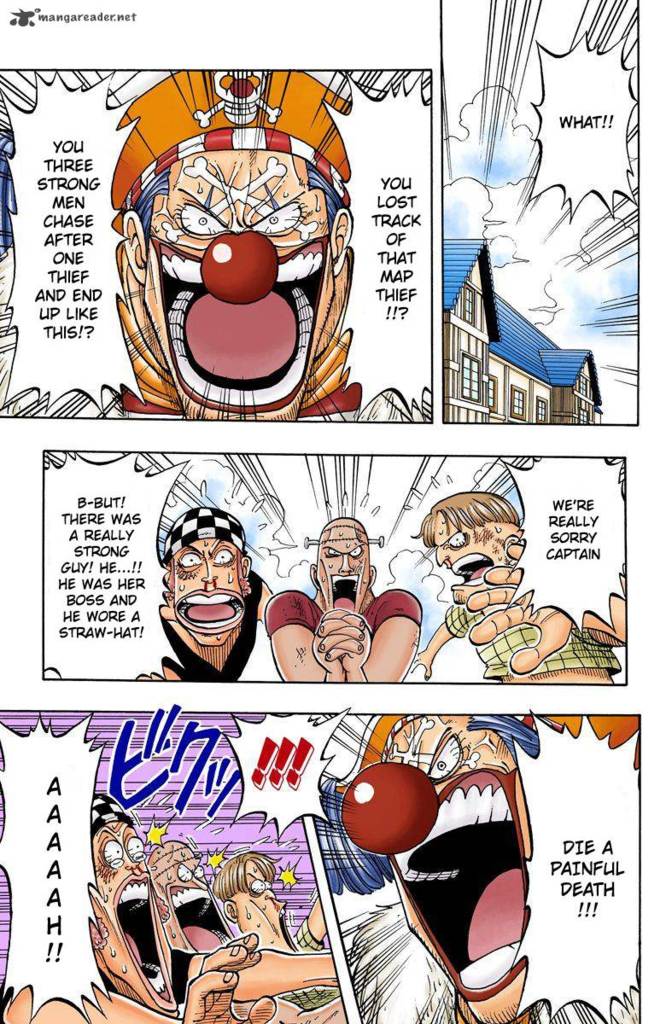 mangareader.net
WHAT!!
YOU
LOST
TRACK
OF
THAT
MAP
THIEF
!!?
YOU
THREE
STRONG
MEN
CHASE
AFTER
ONE
THIEF
AND END
UP LIKE
THIS!?
WE'RE
REALLY
SORRY
CAPTAIN
B-BUT!
THERE WAS
A REALLY
STRONG
GUY! HE...!!
HE WAS HER
BOSS AND HE
WORE A
STRAW-HAT!
DIE A
PAINFUL
DEATH
!!!
!!!
ビクッ
A
A
A
A
A
H
!!